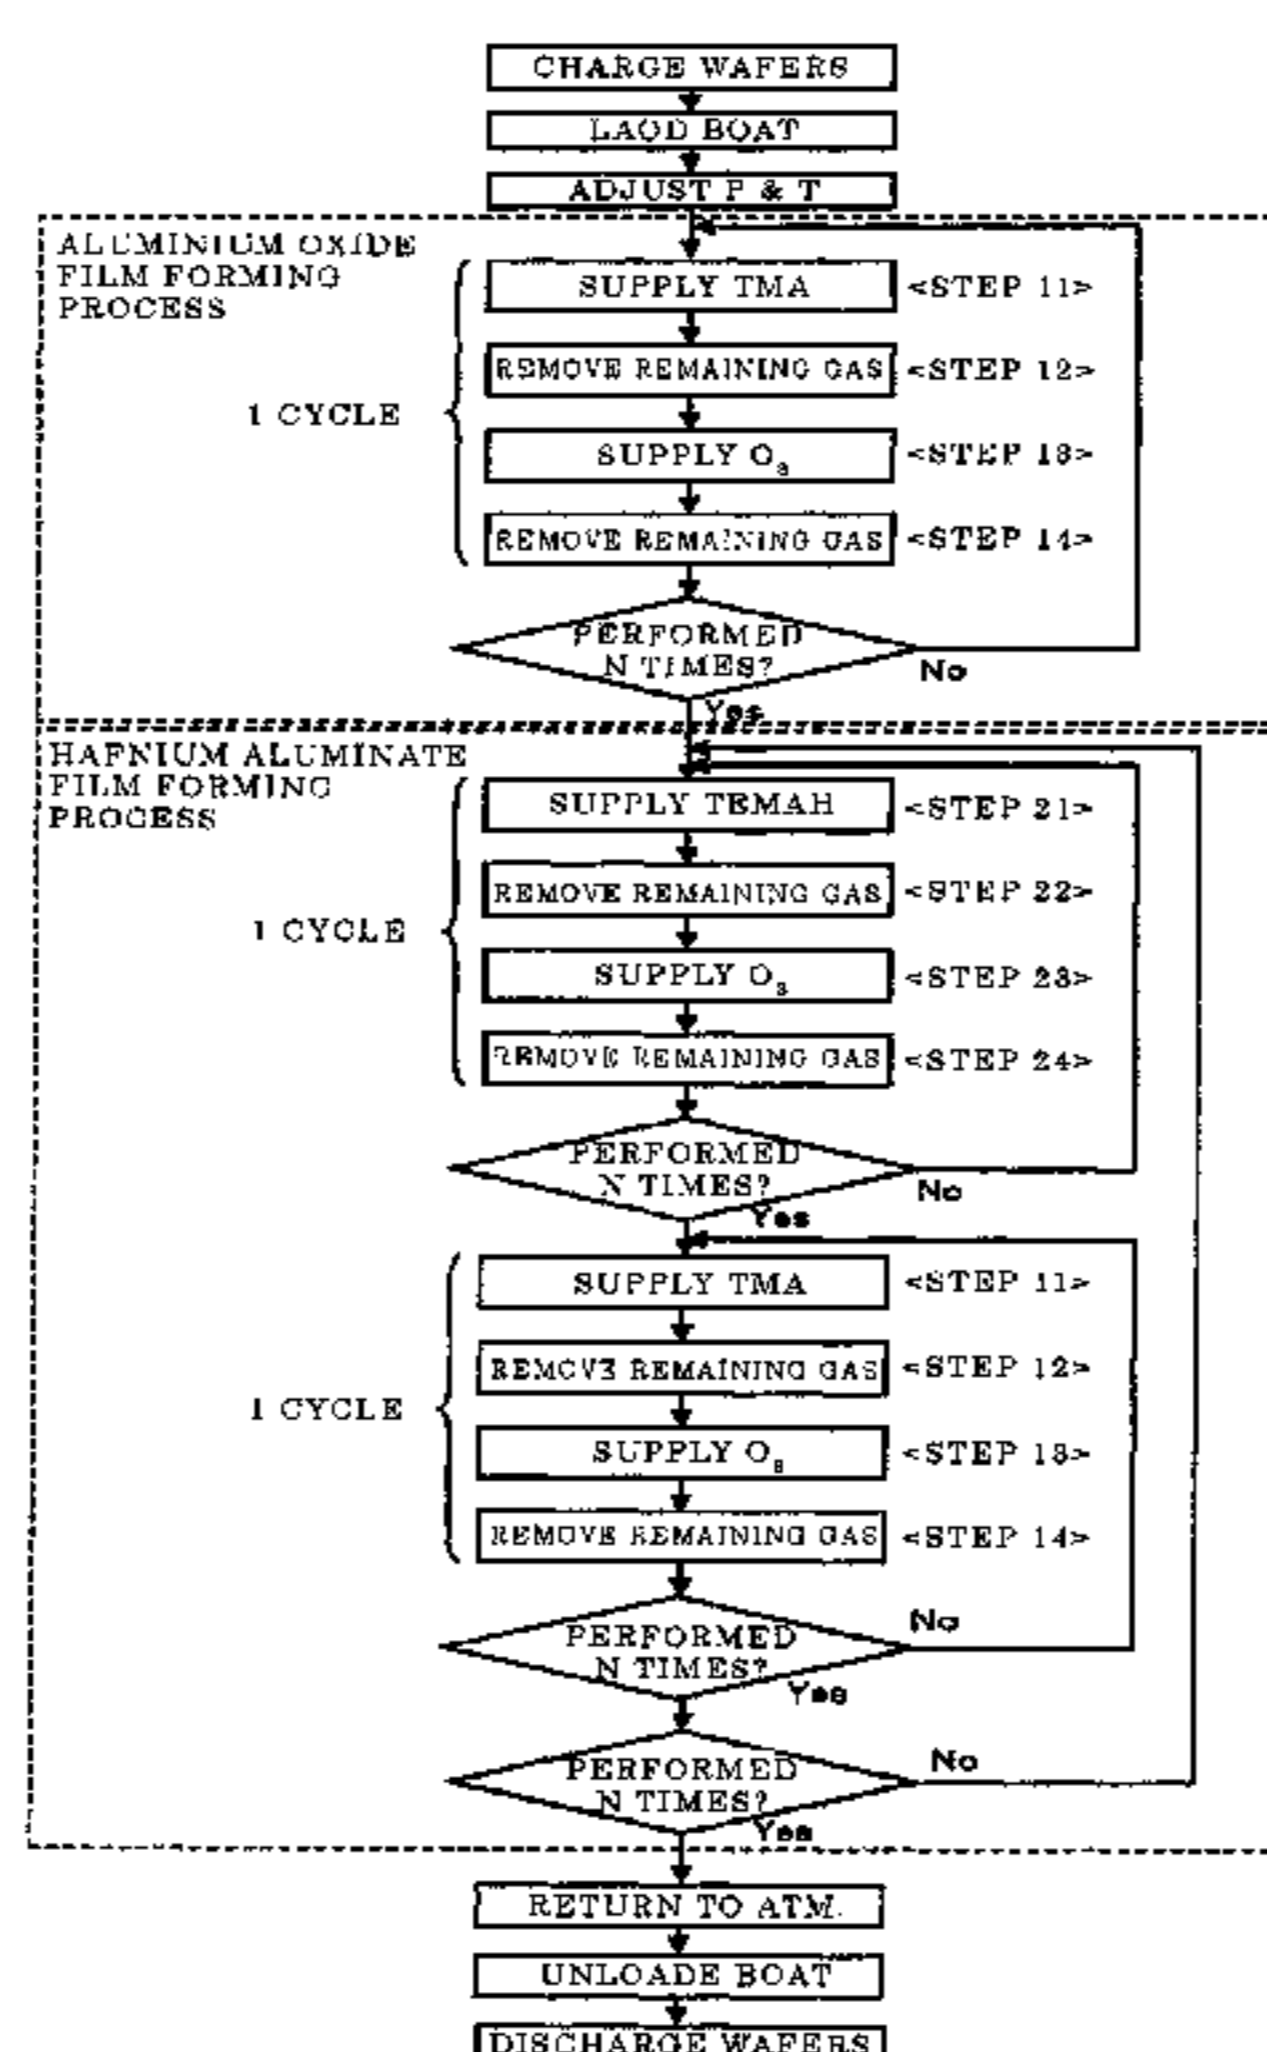 CHARGE WAFERS
LAOD BOAT
ADJUST P & T
ALUMINIUM OXIDE
FILM FORMING
PROCESS
SUPPLY TMA <STEP 11>
REMOVE REMAINING GAS <STEP 12>
1 CYCLE
SUPPLY O₃ <STEP 13>
REMOVE REMAINING GAS <STEP 14>
PERFORMED
N TIMES?
No
Yes
HAFNIUM ALUMINATE
FILM FORMING
PROCESS
SUPPLY TEMAH <STEP 21>
REMOVE REMAINING GAS <STEP 22>
1 CYCLE
SUPPLY O₃ <STEP 23>
REMOVE REMAINING GAS <STEP 24>
PERFORMED
N TIMES?
No
Yes
SUPPLY TMA <STEP 11>
REMOVE REMAINING GAS <STEP 12>
1 CYCLE
SUPPLY O₃ <STEP 13>
REMOVE REMAINING GAS <STEP 14>
No
PERFORMED
N TIMES?
Yes
No
PERFORMED
N TIMES?
Yes
RETURN TO ATM.
UNLOADE BOAT
DISCHARGE WAFERS